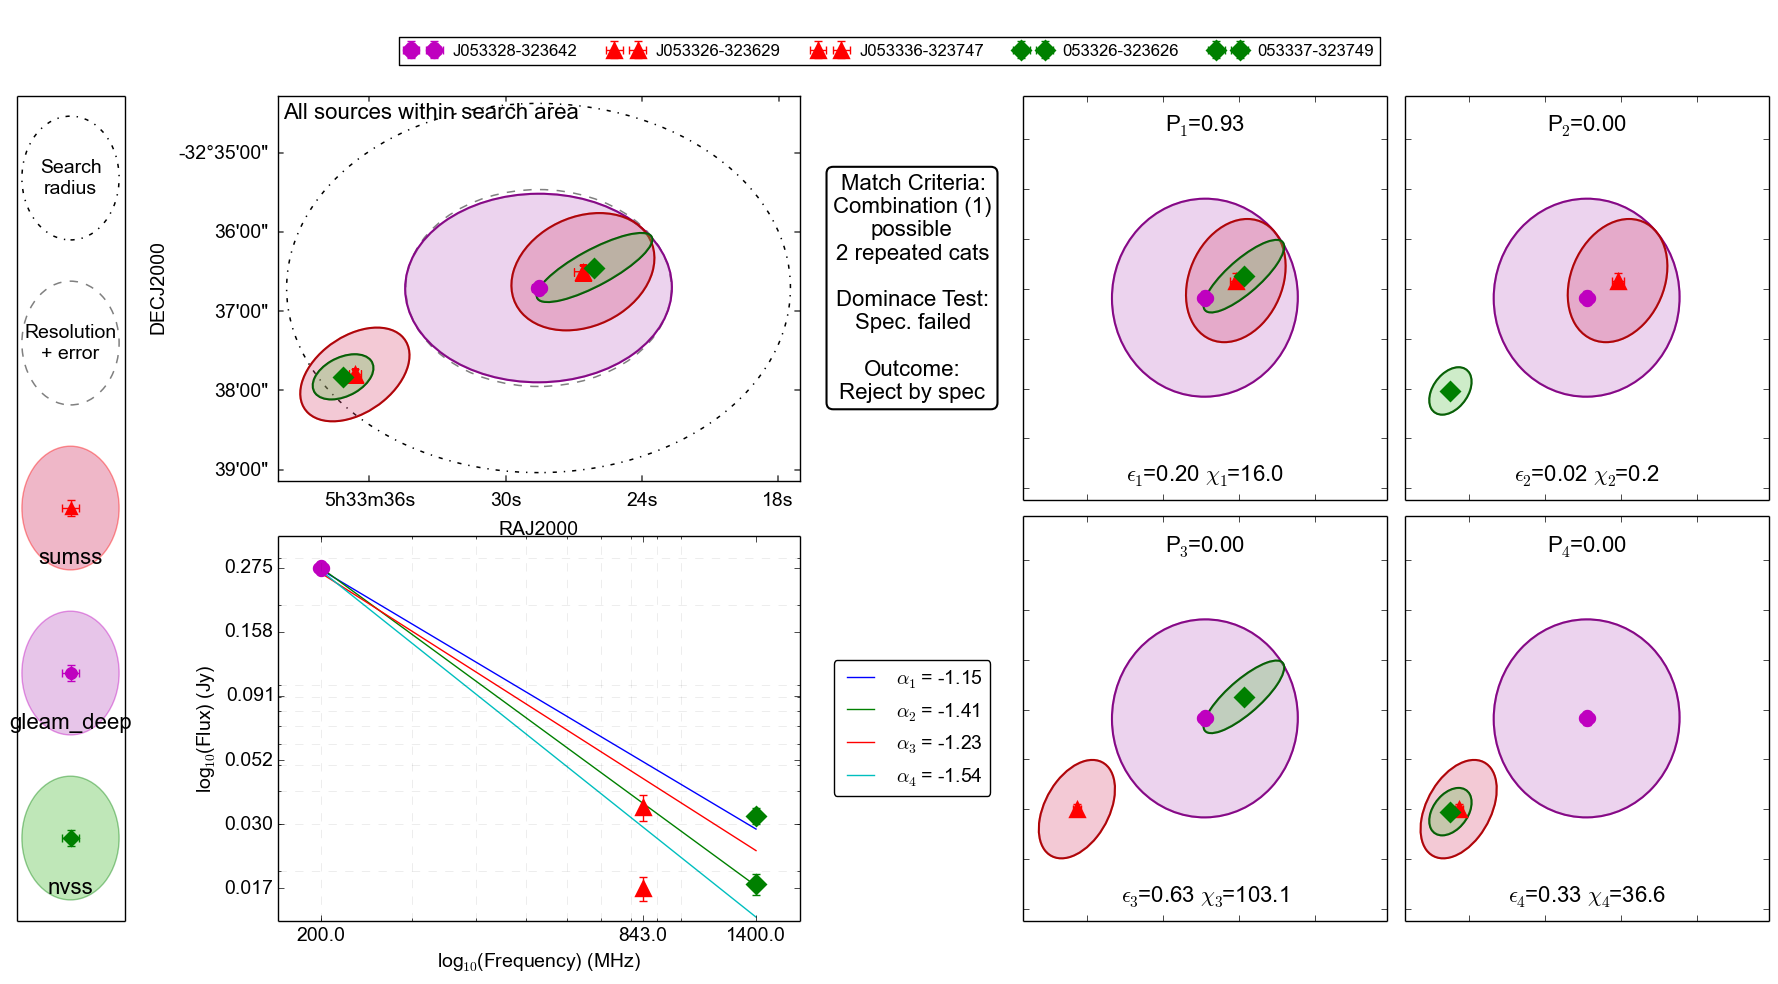 J053328-323642 J053326-323629 J053336-323747 053326-323626 053337-323749
Search
radius
Resolution
+ error
sumss
gleam_deep
nvss
All sources within search area
-32°35'00"
36'00"
37'00"
38'00"
39'00"
DECJ2000
5h33m36s 30s 24s 18s
RAJ2000
0.275
0.158
0.091
0.052
0.030
0.017
log₁₀(Flux) (Jy)
200.0 843.0 1400.0
log₁₀(Frequency) (MHz)
Match Criteria:
Combination (1)
possible
2 repeated cats
Dominace Test:
Spec. failed
Outcome:
Reject by spec
α₁ = -1.15
α₂ = -1.41
α₃ = -1.23
α₄ = -1.54
P₁=0.93
ϵ₁=0.20 χ₁=16.0
P₂=0.00
ϵ₂=0.02 χ₂=0.2
P₃=0.00
ϵ₃=0.63 χ₃=103.1
P₄=0.00
ϵ₄=0.33 χ₄=36.6